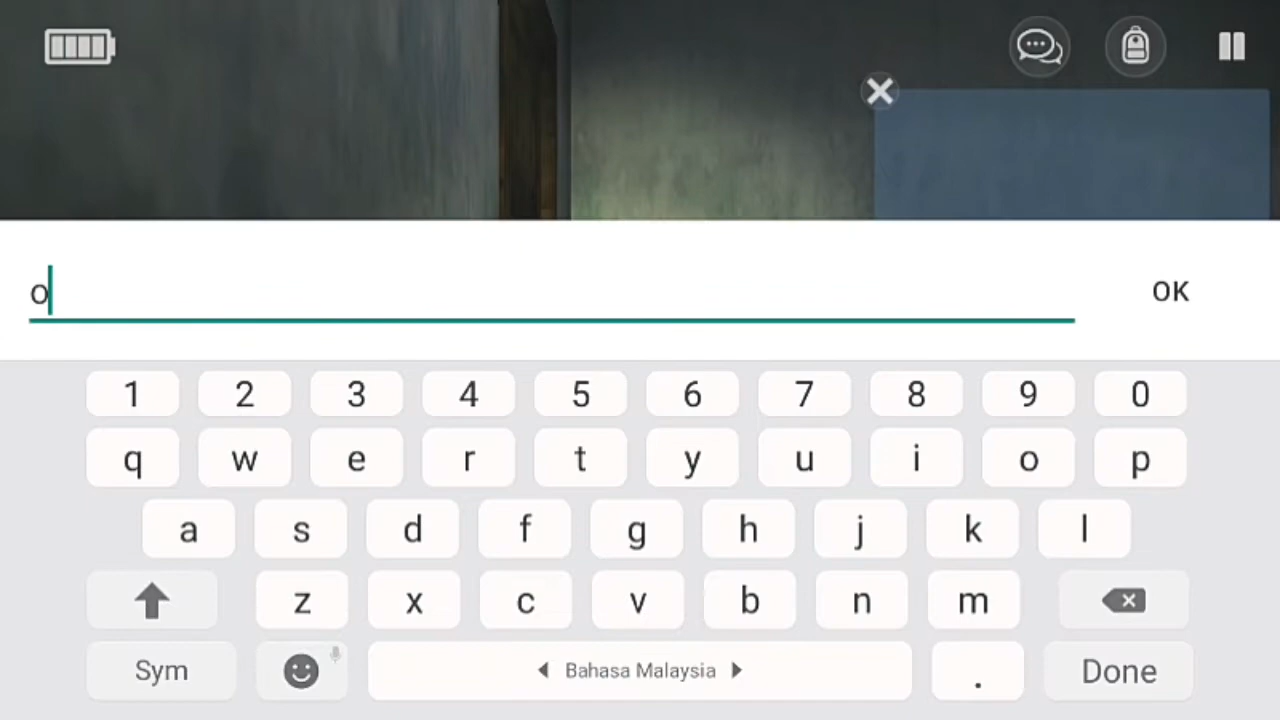 o
OK
1 2 3 4 5 6 7 8 9 0
q w e r t y u i o p
a s d f g h j k l
z x c v b n m
Sym Bahasa Malaysia . Done